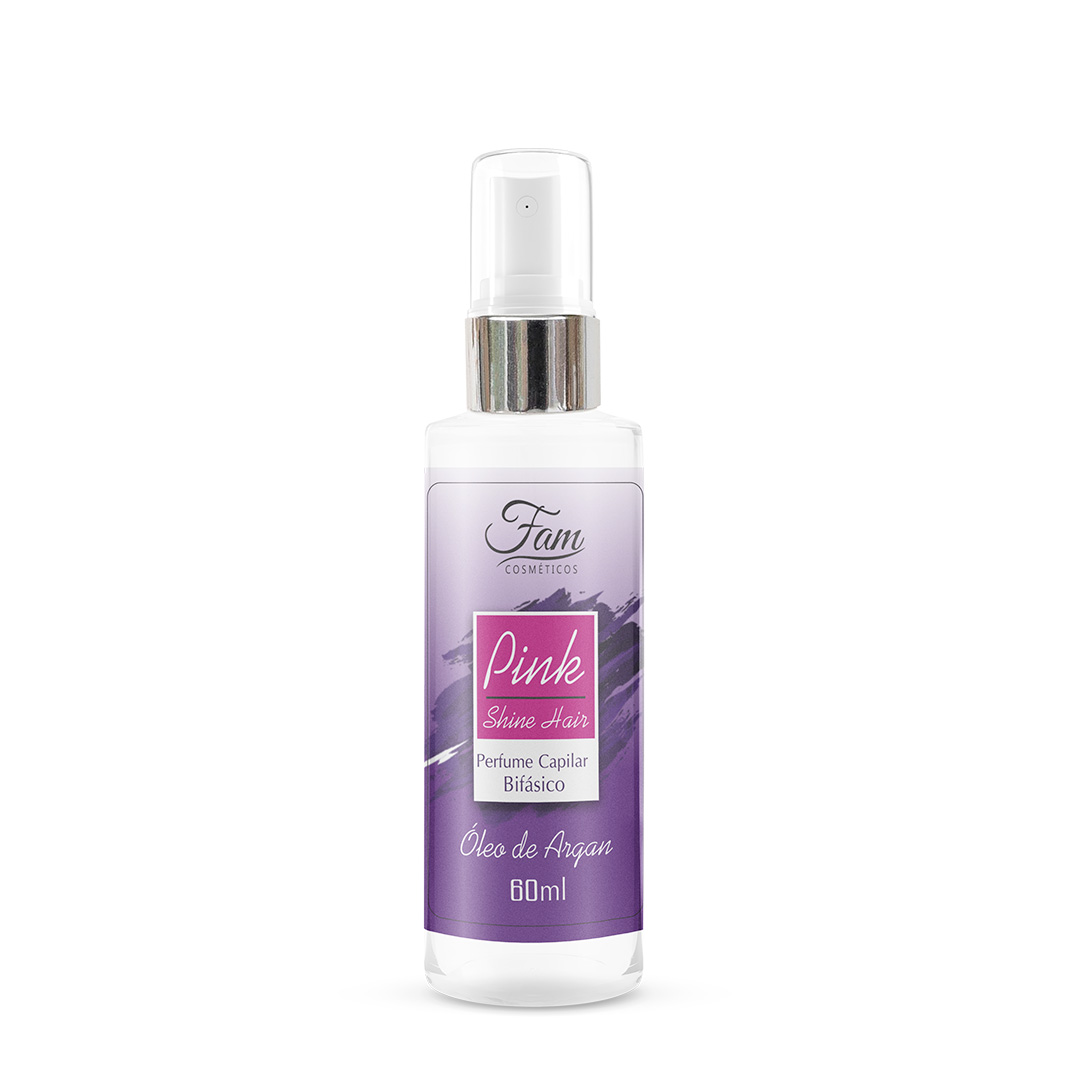 Fam
COSMÉTICOS
Pink
Shine Hair
Perfume Capilar
Bifásico
Óleo de Argan
60ml